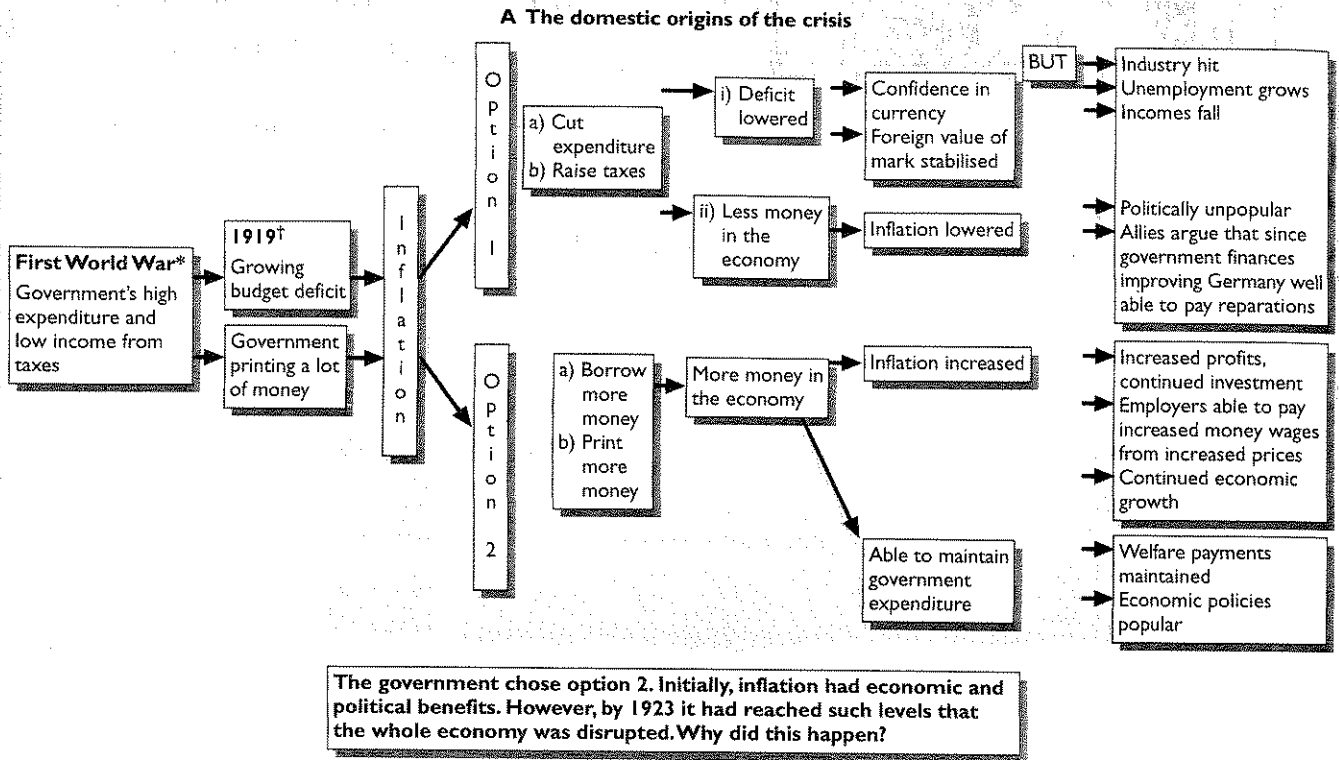 A The domestic origins of the crisis
First World War*
Government's high
expenditure and
low income from
taxes
1919†
Growing
budget deficit
Government
printing a lot
of money
Inflation
Option 1
a) Cut
expenditure
b) Raise taxes
i) Deficit
lowered
Confidence in
currency
Foreign value of
mark stabilised
ii) Less money
in the
economy
Inflation lowered
BUT
Industry hit
Unemployment grows
Incomes fall
Politically unpopular
Allies argue that since
government finances
improving Germany well
able to pay reparations
Option 2
a) Borrow
more
money
b) Print
more
money
More money in
the economy
Inflation increased
Increased profits,
continued investment
Employers able to pay
increased money wages
from increased prices
Continued economic
growth
Able to maintain
government
expenditure
Welfare payments
maintained
Economic policies
popular
The government chose option 2. Initially, inflation had economic and
political benefits. However, by 1923 it had reached such levels that
the whole economy was disrupted. Why did this happen?